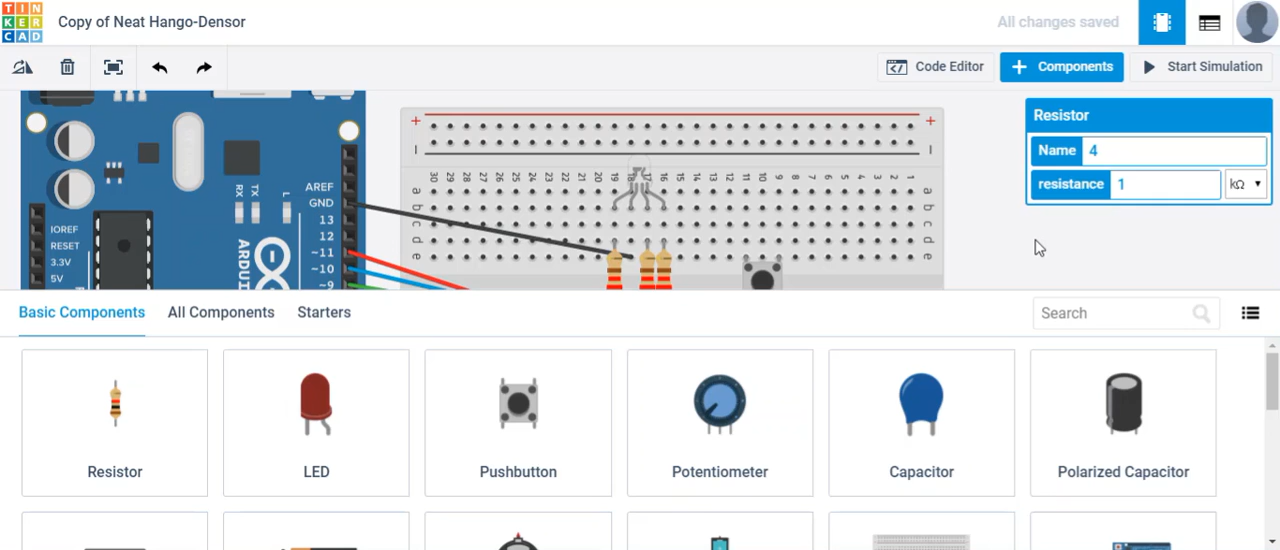 TIN
KER
CAD
Copy of Neat Hango-Densor
All changes saved
Code Editor
+ Components
Start Simulation
Resistor
Name 4
resistance 1 kΩ
+ +
30 29 28 27 26 25 24 23 22 21 20 19 18 17 16 15 14 13 12 11 10 9 8 7 6 5 4 3 2 1
a a
b b
c c
d d
e e
RX TX L
AREF
GND
13
12
~11
~10
~9
IOREF
RESET
3.3V
5V
Basic Components All Components Starters
Search
Resistor LED Pushbutton Potentiometer Capacitor Polarized Capacitor